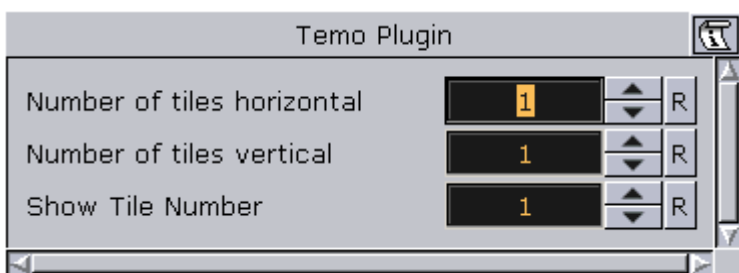 Temo Plugin
Number of tiles horizontal 1 R
Number of tiles vertical 1 R
Show Tile Number 1 R